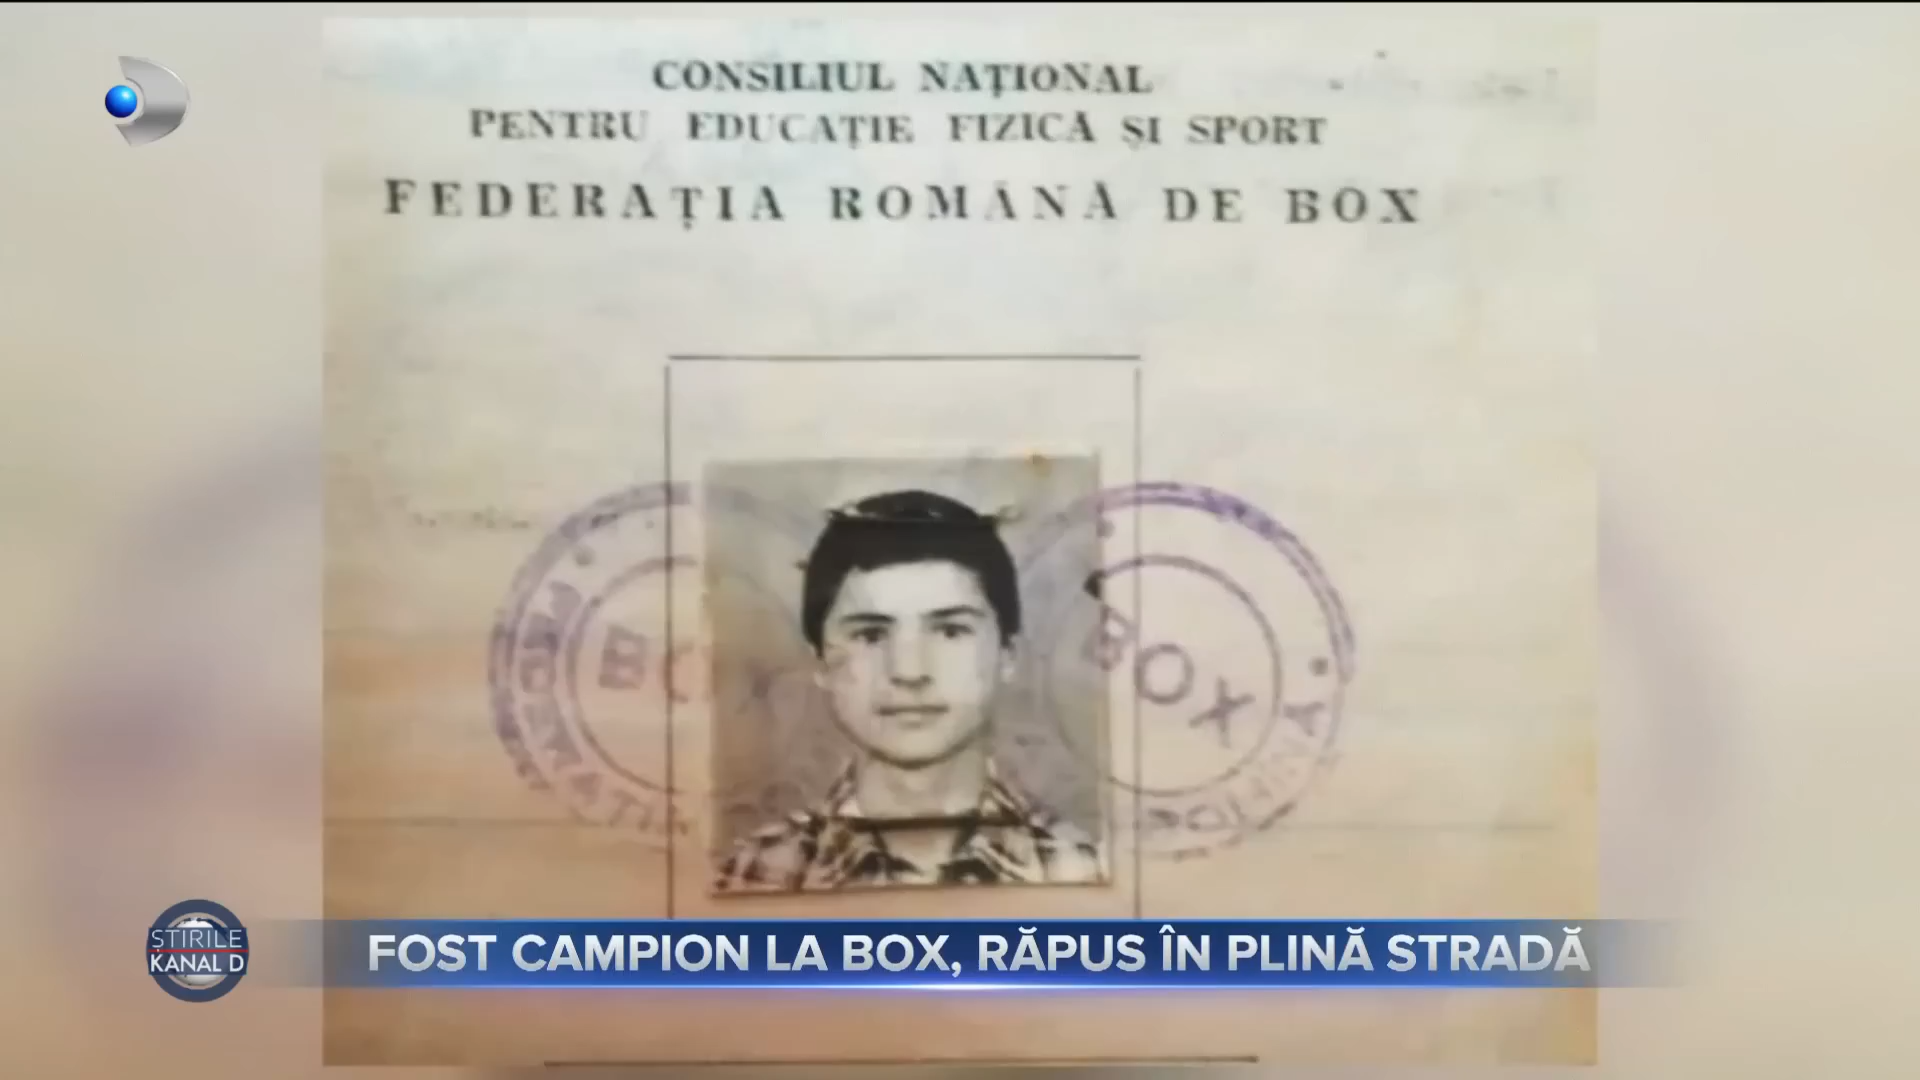 CONSILIUL NAȚIONAL
PENTRU EDUCAȚIE FIZICĂ ȘI SPORT
FEDERAȚIA ROMÂNĂ DE BOX
BOX
BOX
ȘTIRILE
KANAL D
FOST CAMPION LA BOX, RĂPUS ÎN PLINĂ STRADĂ